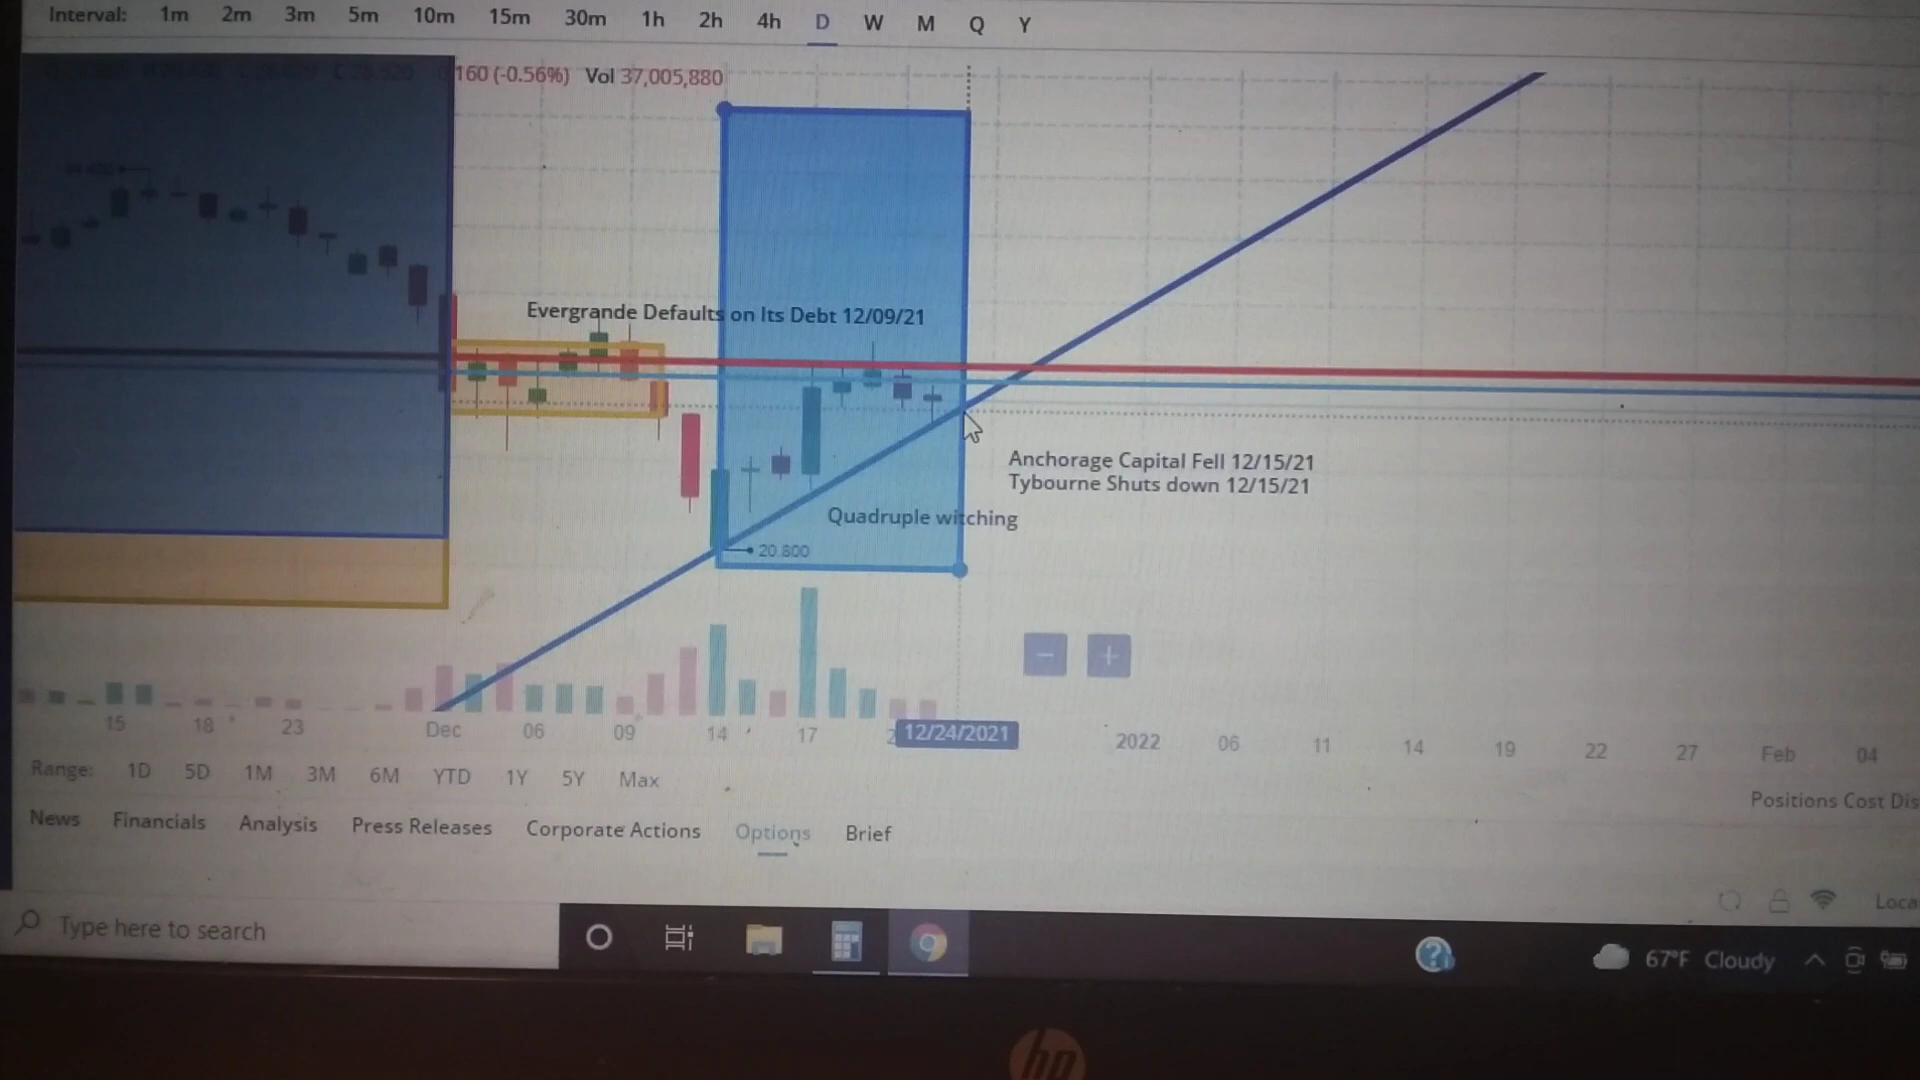 Interval: 1m 2m 3m 5m 10m 15m 30m 1h 2h 4h D W M Q Y
160 (-0.56%) Vol 37,005,880
Evergrande Defaults on Its Debt 12/09/21
Anchorage Capital Fell 12/15/21
Tybourne Shuts down 12/15/21
Quadruple witching
20.800
− +
15 18 23 Dec 06 09 14 17 12/24/2021 2022 06 11 14 19 22 27 Feb 04
Range: 1D 5D 1M 3M 6M YTD 1Y 5Y Max
Positions Cost Dis
News Financials Analysis Press Releases Corporate Actions Options Brief
Loca
Type here to search
67°F Cloudy
hp